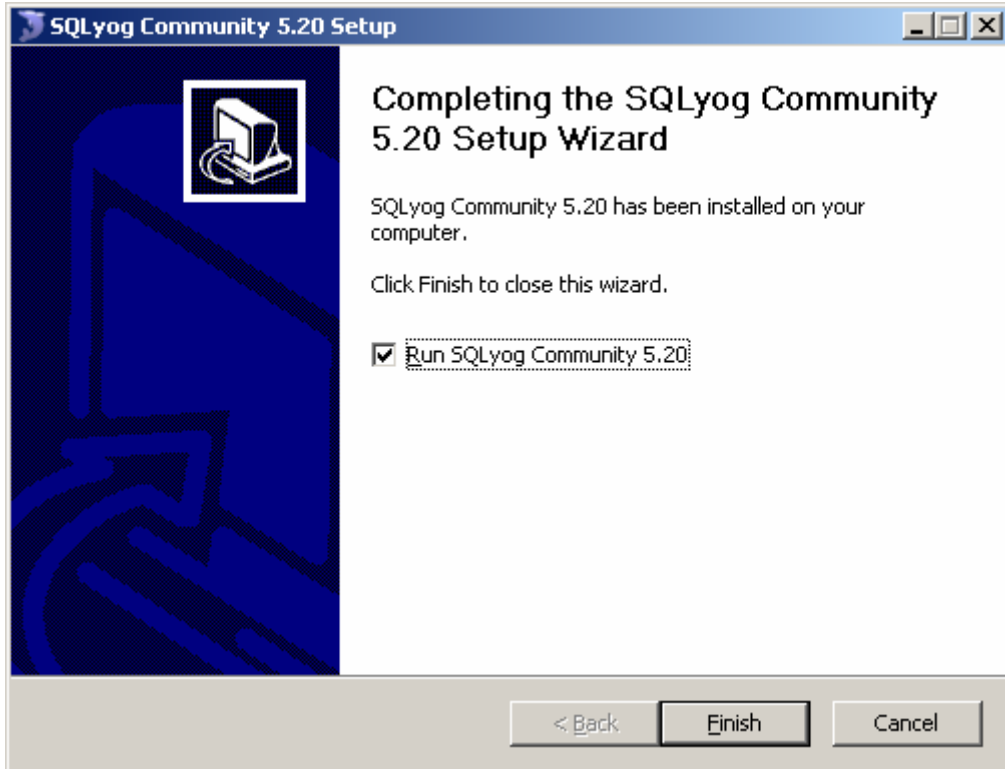 SQLyog Community 5.20 Setup
Completing the SQLyog Community
5.20 Setup Wizard
SQLyog Community 5.20 has been installed on your
computer.
Click Finish to close this wizard.
Run SQLyog Community 5.20
< Back
Finish
Cancel